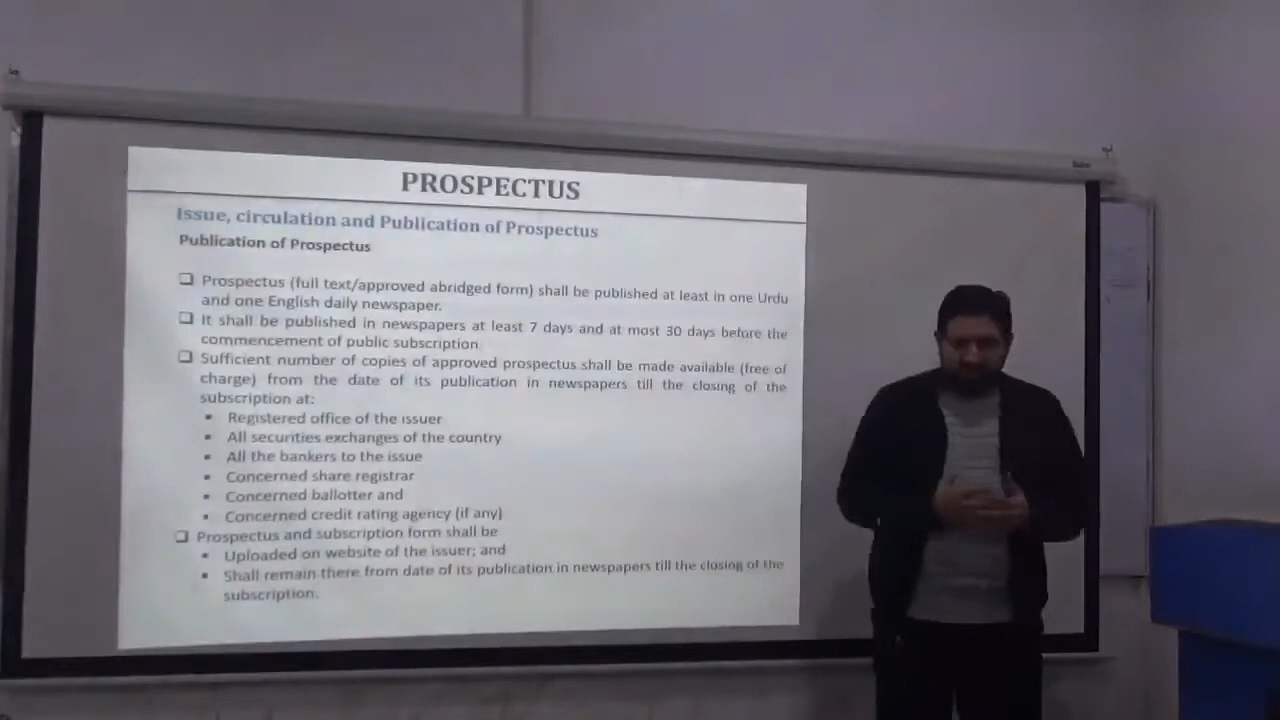 PROSPECTUS
Issue, circulation and Publication of Prospectus
Publication of Prospectus
❑ Prospectus (full text/approved abridged form) shall be published at least in one Urdu
and one English daily newspaper.
❑ It shall be published in newspapers at least 7 days and at most 30 days before the
commencement of public subscription.
❑ Sufficient number of copies of approved prospectus shall be made available (free of
charge) from the date of its publication in newspapers till the closing of the
subscription at:
▪ Registered office of the issuer
▪ All securities exchanges of the country
▪ All the bankers to the issue
▪ Concerned share registrar
▪ Concerned ballotter and
▪ Concerned credit rating agency (if any)
❑ Prospectus and subscription form shall be
▪ Uploaded on website of the issuer; and
▪ Shall remain there from date of its publication in newspapers till the closing of the
subscription.